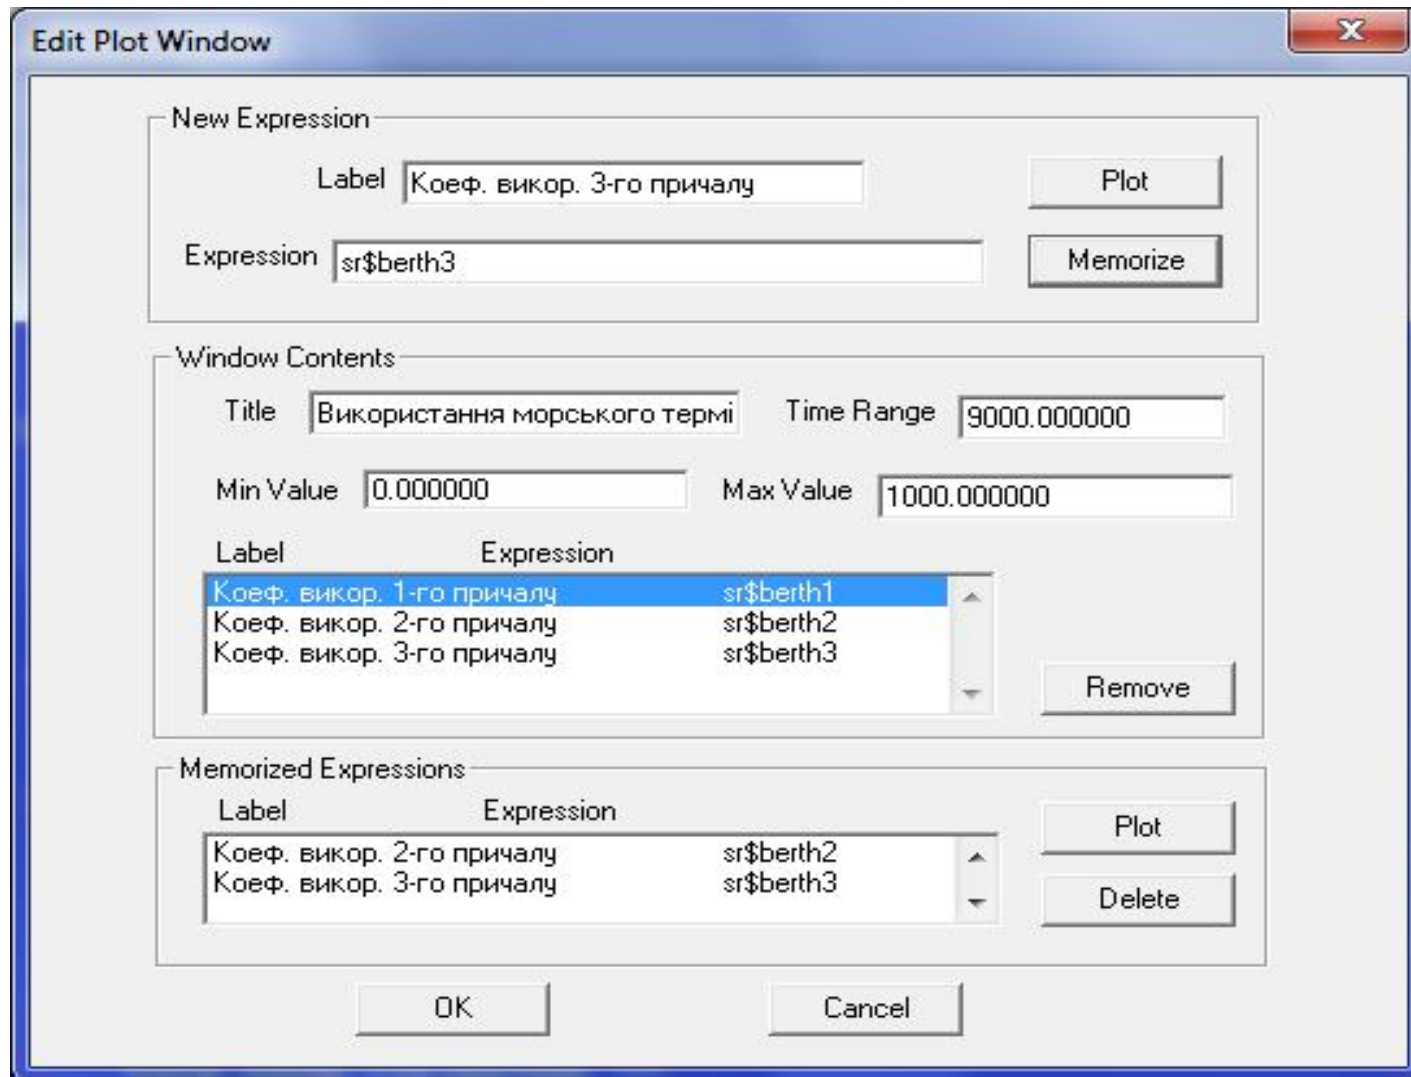 Edit Plot Window
New Expression
Label Коеф. викор. 3-го причалу Plot
Expression sr$berth3 Memorize
Window Contents
Title Використання морського термі Time Range 9000.000000
Min Value 0.000000 Max Value 1000.000000
Label Expression
Коеф. викор. 1-го причалу sr$berth1
Коеф. викор. 2-го причалу sr$berth2
Коеф. викор. 3-го причалу sr$berth3
Remove
Memorized Expressions
Label Expression
Plot
Коеф. викор. 2-го причалу sr$berth2
Коеф. викор. 3-го причалу sr$berth3
Delete
OK Cancel